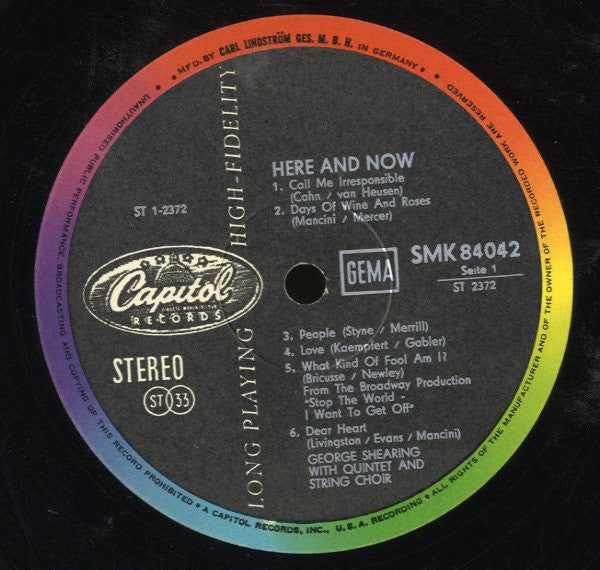 • MFD. BY CARL LINDSTRÖM GES. M. B. H. IN GERMANY. •
ALL RIGHTS OF THE MANUFACTURER AND OF THE OWNER OF THE RECORDED WORK ARE RESERVED
UNAUTHORISED PUBLIC PERFORMANCE, BROADCASTING AND COPYING OF THIS RECORD PROHIBITED • A CAPITOL RECORDS, INC., U.S.A. RECORDING •
LONG PLAYING HIGH-FIDELITY
ST 1-2372
Capitol
RECORDS
STEREO
ST 33
HERE AND NOW
1. Call Me Irresponsible
(Cahn / van Heusen)
2. Days Of Wine And Roses
(Mancini / Mercer)
GEMA
SMK 84042
Seite 1
ST 2372
3. People (Styne / Merrill)
4. Love (Kaempfert / Gabler)
5. What Kind Of Fool Am I?
(Bricusse / Newley)
From The Broadway Production
"Stop The World -
I Want To Get Off"
6. Dear Heart
(Livingston / Evans / Mancini)
GEORGE SHEARING
WITH QUINTET AND
STRING CHOIR